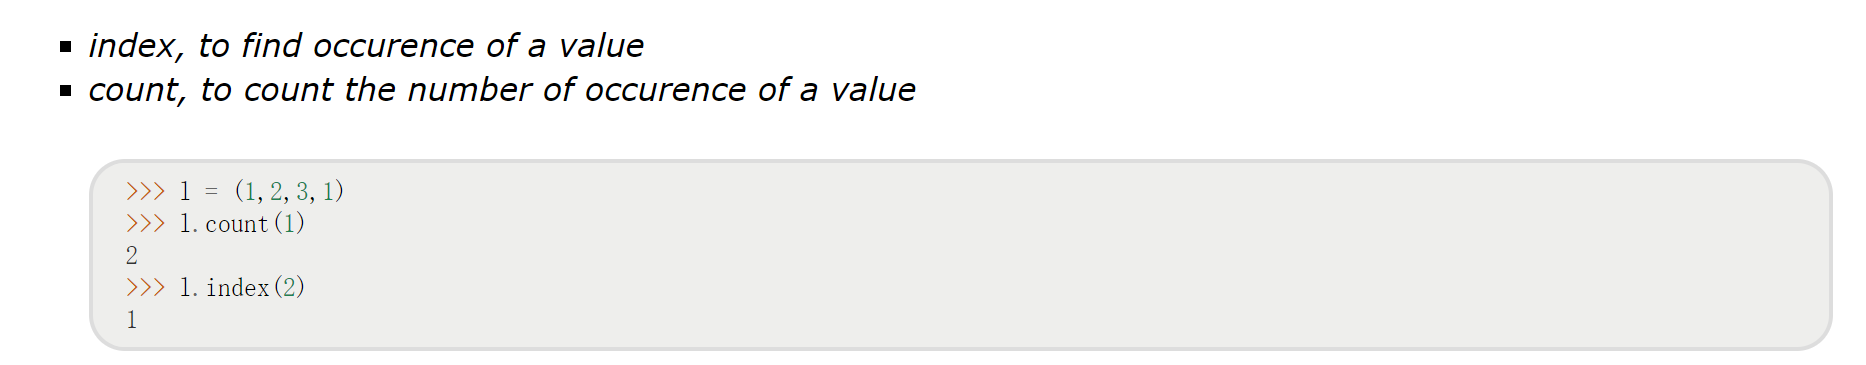 index, to find occurence of a value
count, to count the number of occurence of a value
>>> l = (1,2,3,1)
>>> l.count(1)
2
>>> l.index(2)
1